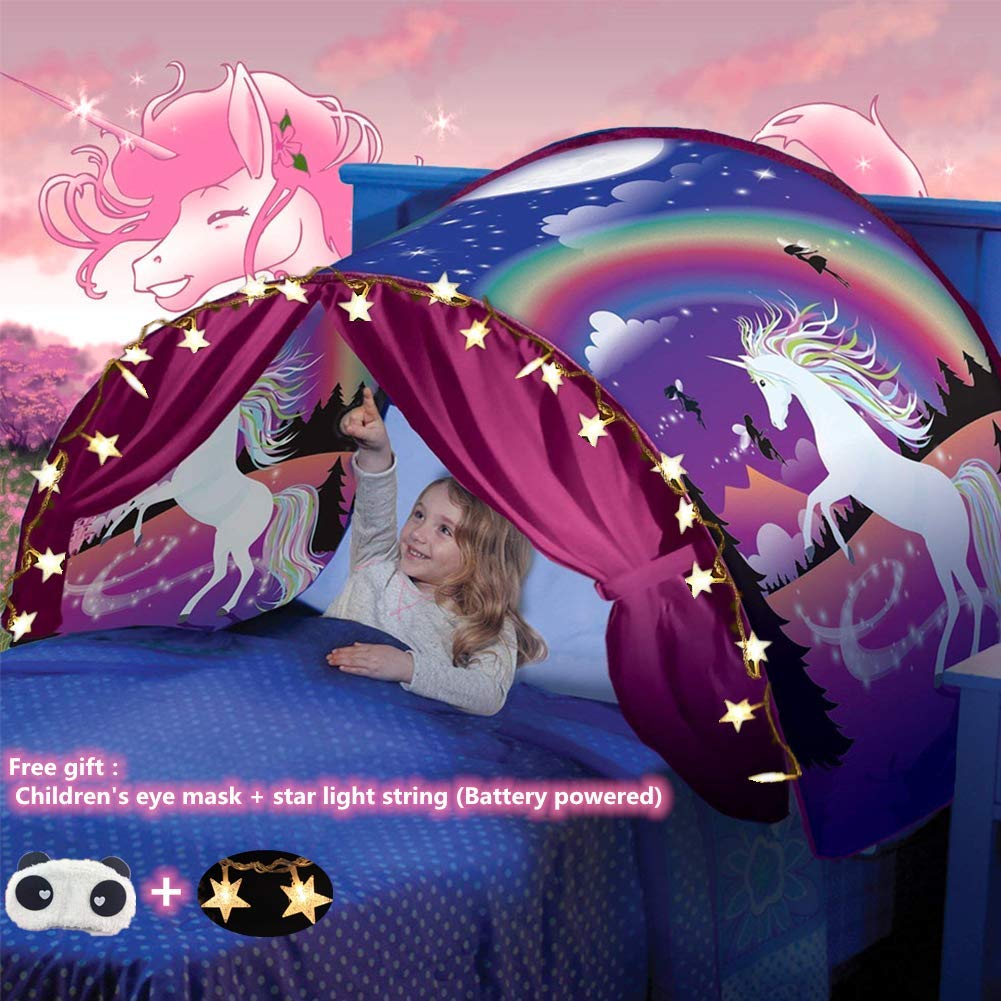 Free gift :
Children's eye mask + star light string (Battery powered)
+